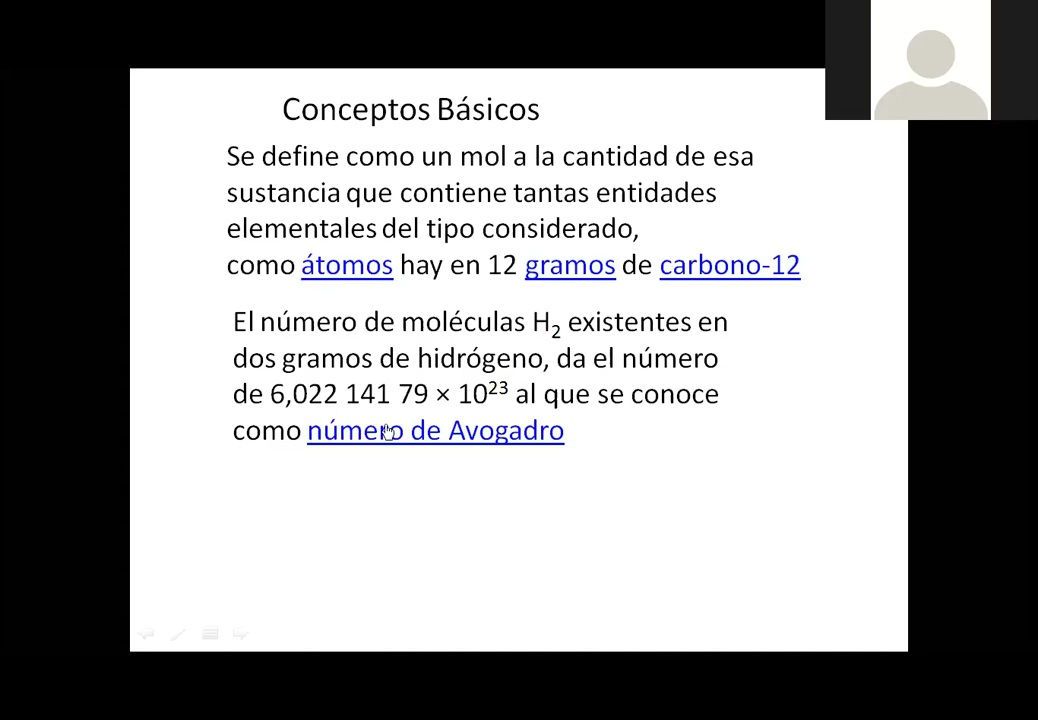 Conceptos Básicos
Se define como un mol a la cantidad de esa
sustancia que contiene tantas entidades
elementales del tipo considerado,
como átomos hay en 12 gramos de carbono-12
El número de moléculas H₂ existentes en
dos gramos de hidrógeno, da el número
de 6,022 141 79 × 10²³ al que se conoce
como número de Avogadro